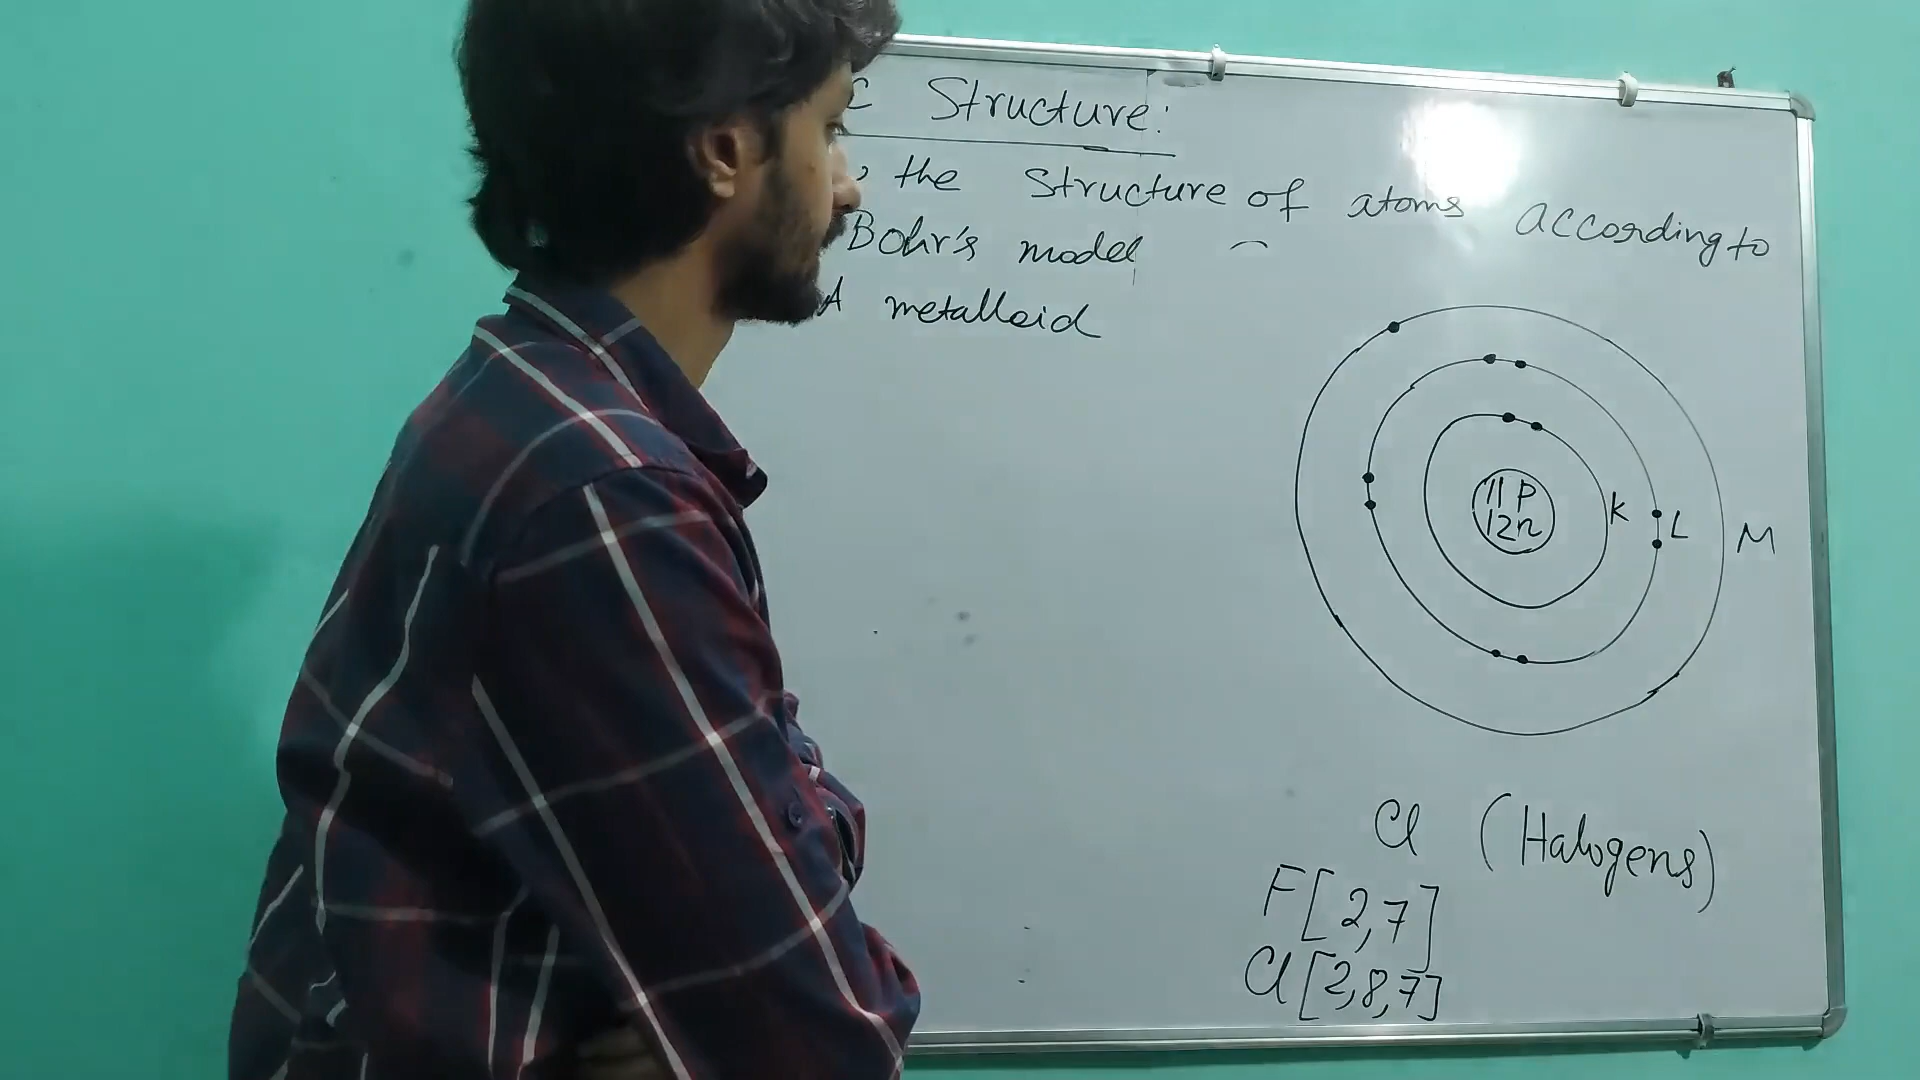 C Structure:
, the structure of atoms according to
Bohr's model
A metalloid
11 P
12n
K
L
M
Cl (Halogens)
F[2,7]
Cl[2,8,7]